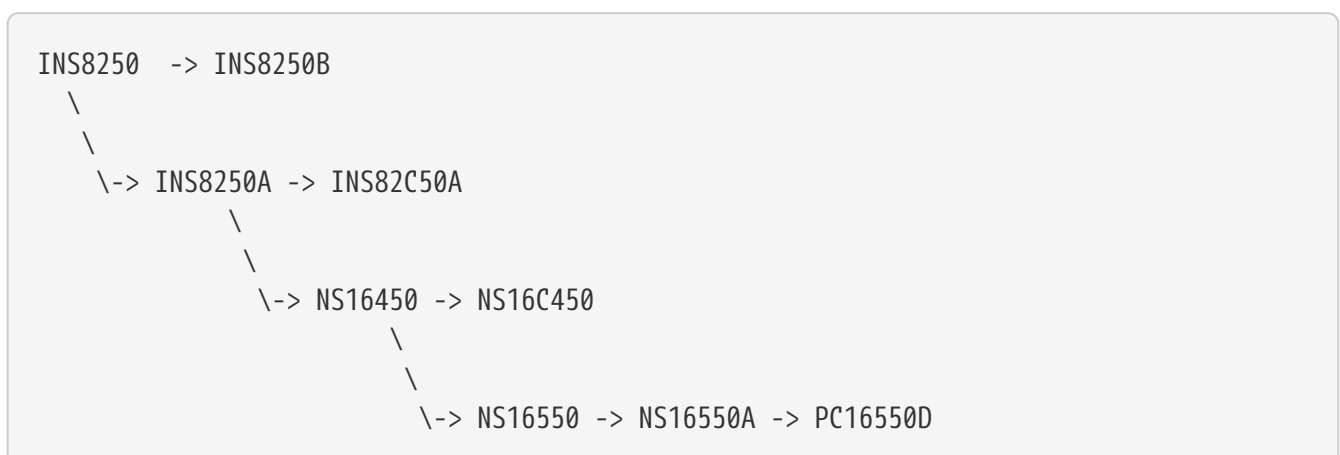 INS8250  -> INS8250B
  \
   \
    \-> INS8250A -> INS82C50A
             \
              \
               \-> NS16450 -> NS16C450
                        \
                         \
                          \-> NS16550 -> NS16550A -> PC16550D